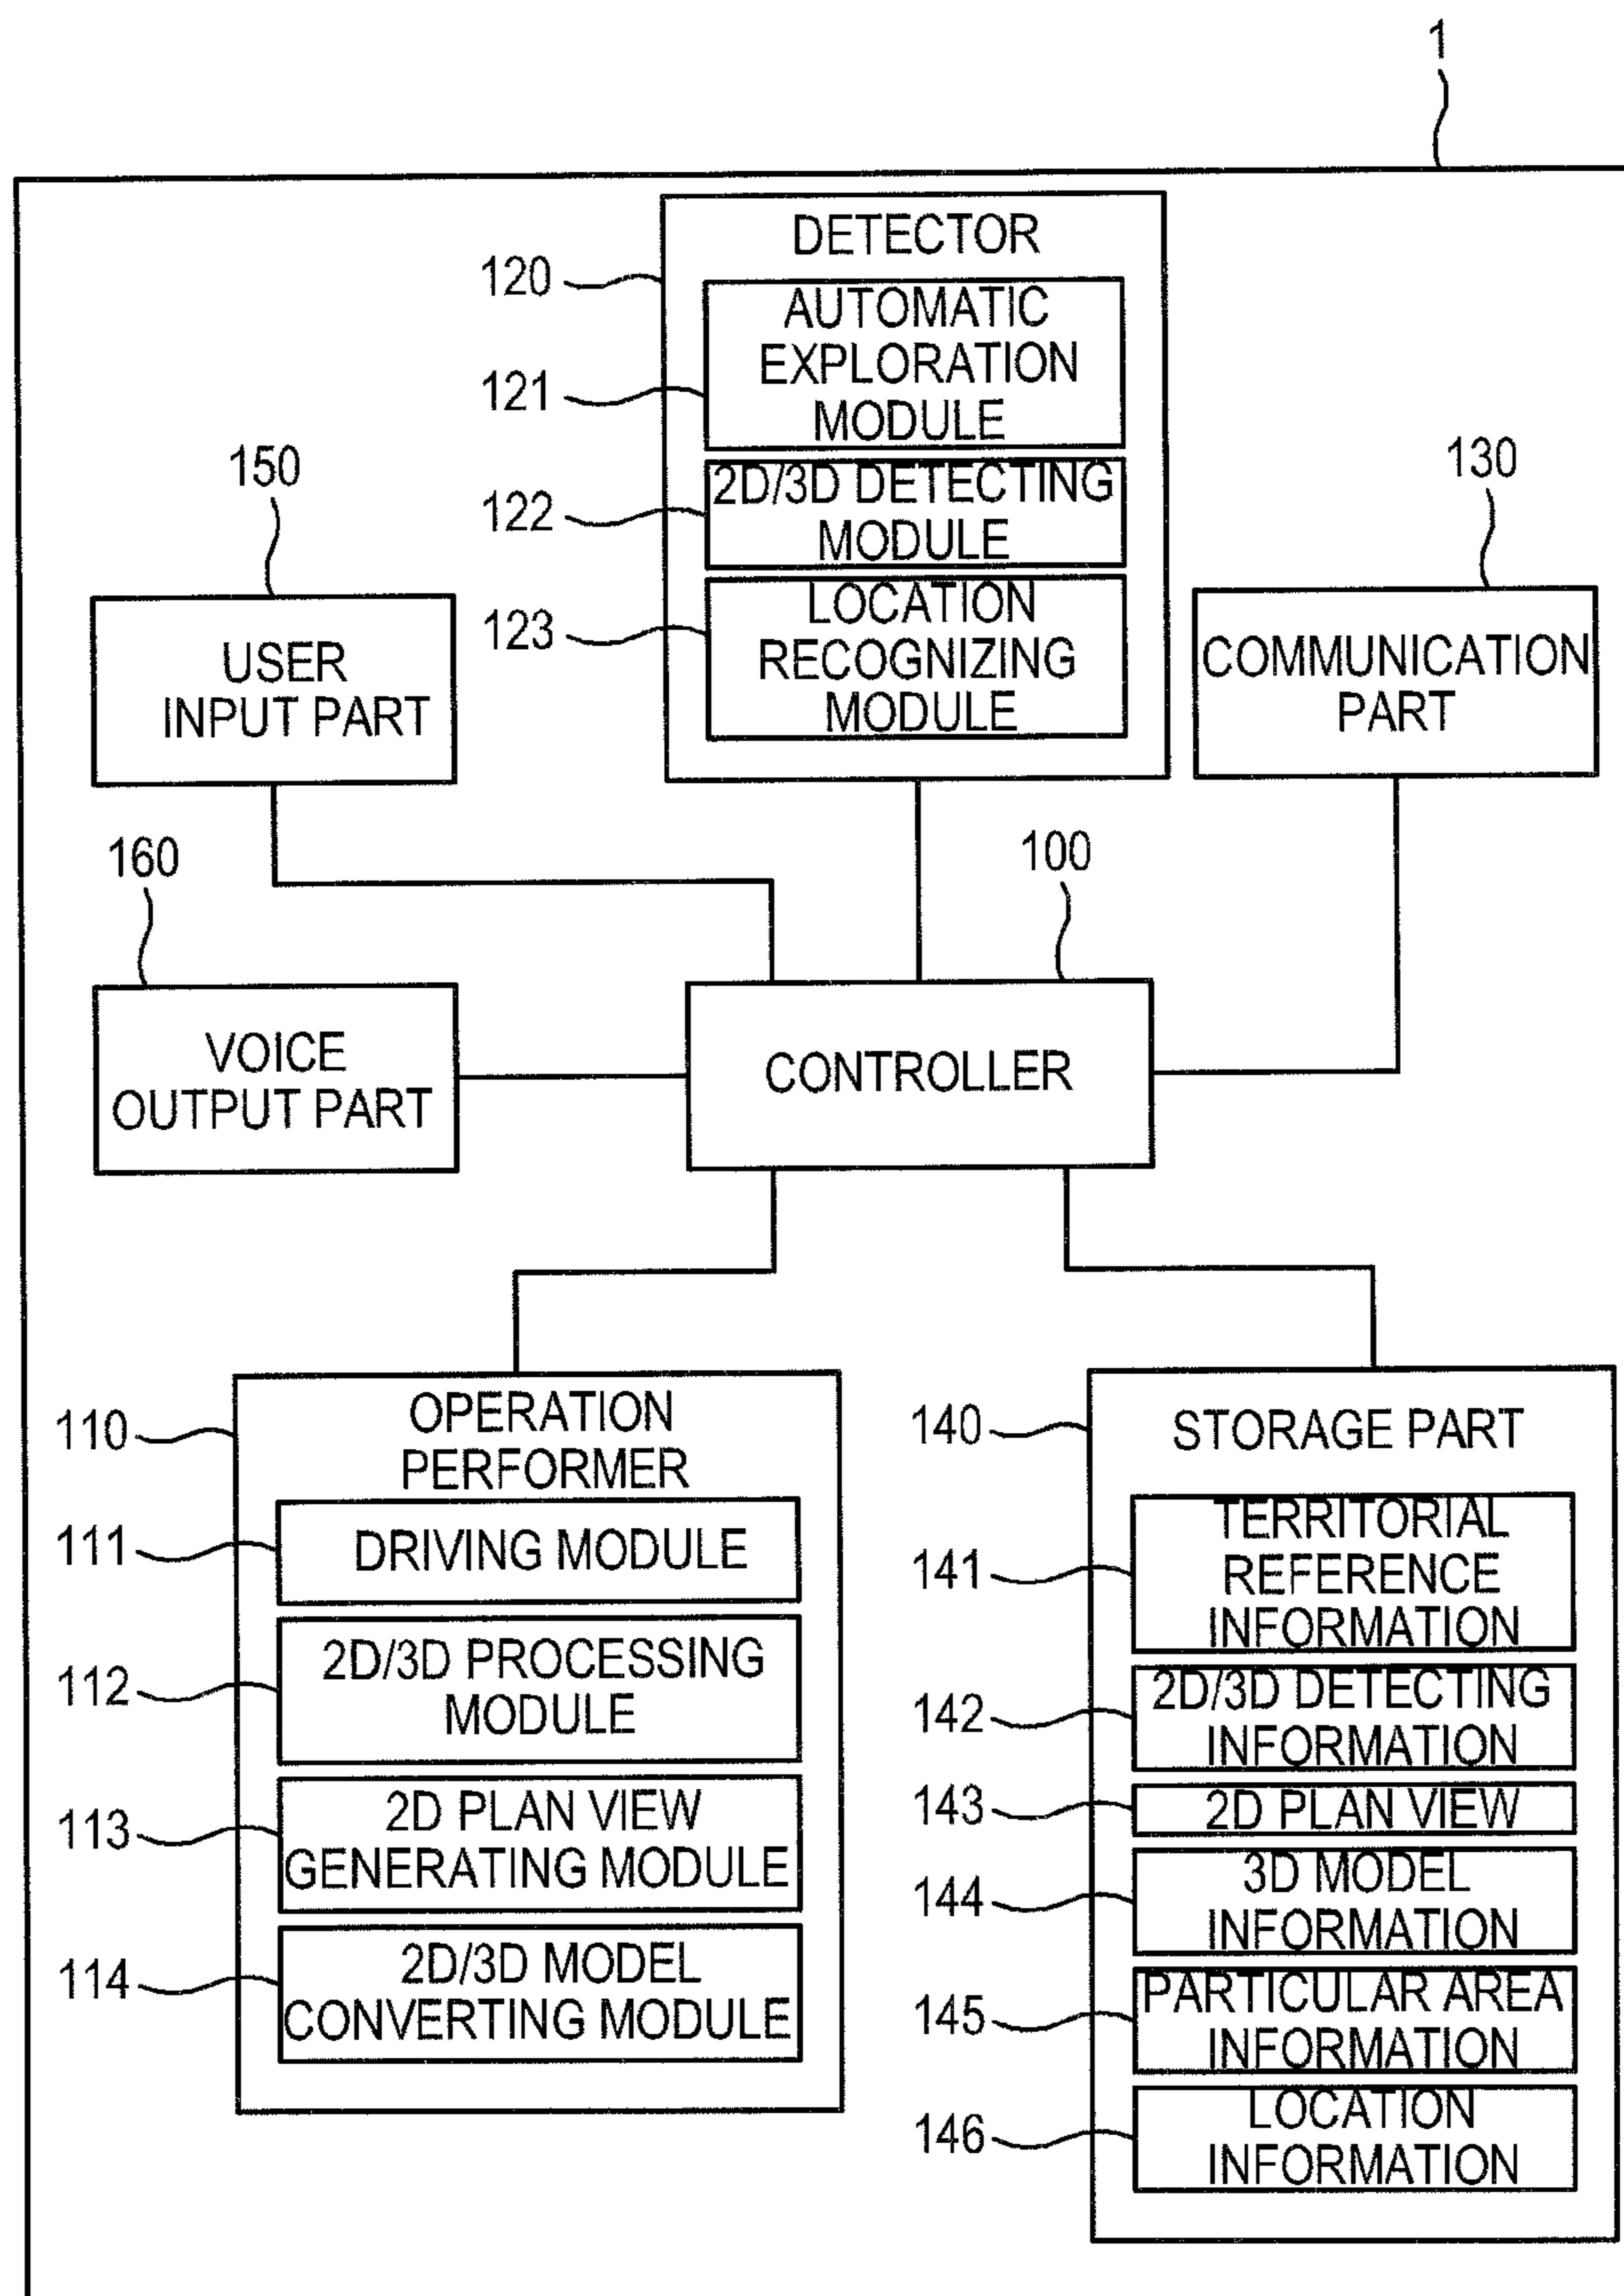 1
DETECTOR
120
AUTOMATIC
EXPLORATION
MODULE
121
2D/3D DETECTING
MODULE
122
LOCATION
RECOGNIZING
MODULE
123
150
USER
INPUT PART
130
COMMUNICATION
PART
160
VOICE
OUTPUT PART
100
CONTROLLER
110
OPERATION
PERFORMER
111
DRIVING MODULE
112
2D/3D PROCESSING
MODULE
113
2D PLAN VIEW
GENERATING MODULE
114
2D/3D MODEL
CONVERTING MODULE
140
STORAGE PART
141
TERRITORIAL
REFERENCE
INFORMATION
142
2D/3D DETECTING
INFORMATION
143
2D PLAN VIEW
144
3D MODEL
INFORMATION
145
PARTICULAR AREA
INFORMATION
146
LOCATION
INFORMATION